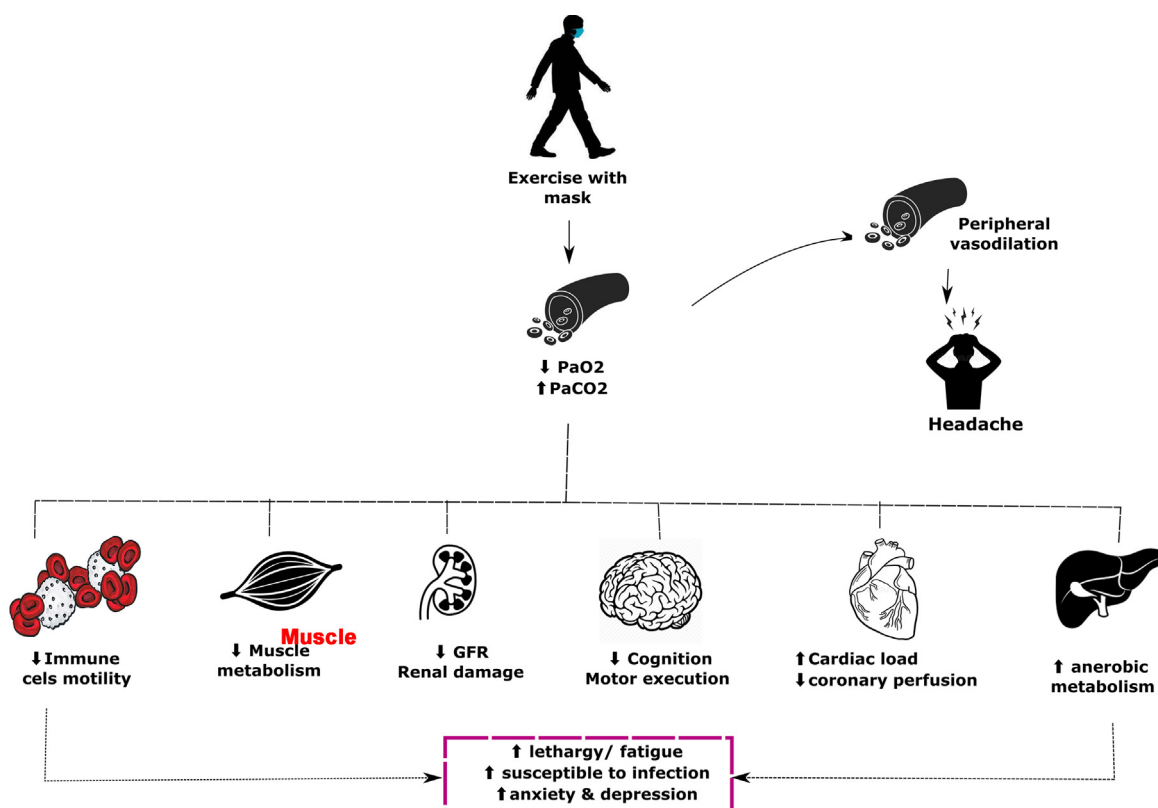 Exercise with
mask
Peripheral
vasodilation
⬇ PaO2
⬆PaCO2
Headache
⬇Immune
cels motility
Muscle
⬇ Muscle
metabolism
⬇ GFR
Renal damage
⬇ Cognition
Motor execution
⬆Cardiac load
⬇coronary perfusion
⬆ anerobic
metabolism
⬆ lethargy/ fatigue
⬆ susceptible to infection
⬆anxiety & depression